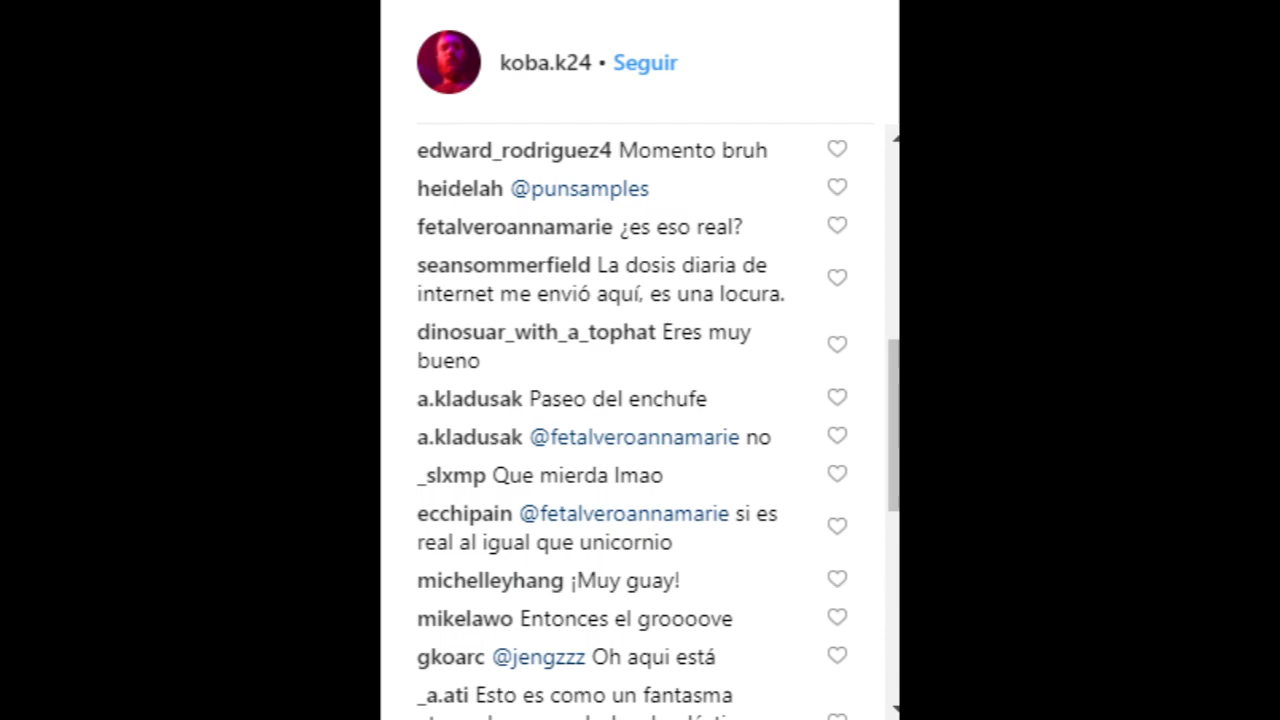 koba.k24 • Seguir
edward_rodriguez4 Momento bruh
heidelah @punsamples
fetalveroannamarie ¿es eso real?
seansommerfield La dosis diaria de
internet me envió aquí, es una locura.
dinosuar_with_a_tophat Eres muy
bueno
a.kladusak Paseo del enchufe
a.kladusak @fetalveroannamarie no
_slxmp Que mierda lmao
ecchipain @fetalveroannamarie si es
real al igual que unicornio
michelleyhang ¡Muy guay!
mikelawo Entonces el groooove
gkoarc @jengzzz Oh aqui está
_a.ati Esto es como un fantasma